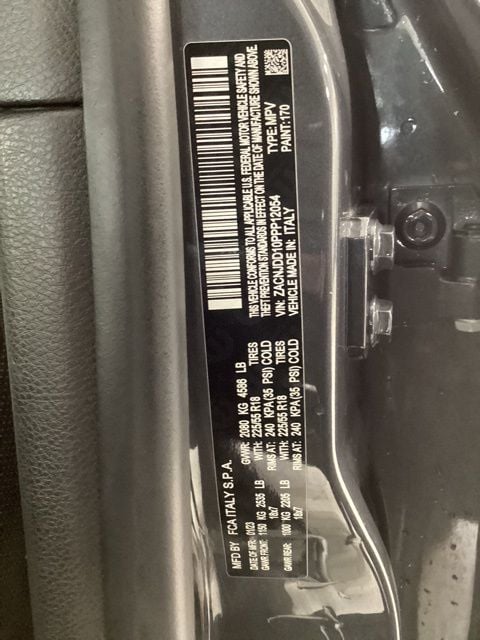 MFD BY FCA ITALY S.P.A.
DATE OF MFR.: 01/23 GVWR: 2080 KG 4586 LB
GAWR FRONT: 1150 KG 2535 LB WITH: 225/55 R18 TIRES
18x7 RIMS AT: 240 KPA(35 PSI) COLD
GAWR REAR: 1000 KG 2205 LB WITH: 225/55 R18 TIRES
18x7 RIMS AT: 240 KPA(35 PSI) COLD
THIS VEHICLE CONFORMS TO ALL APPLICABLE U.S. FEDERAL MOTOR VEHICLE SAFETY AND
THEFT PREVENTION STANDARDS IN EFFECT ON THE DATE OF MANUFACTURE SHOWN ABOVE.
VIN: ZACNJDD10PPP12054 TYPE: MPV
VEHICLE MADE IN: ITALY PAINT: 170